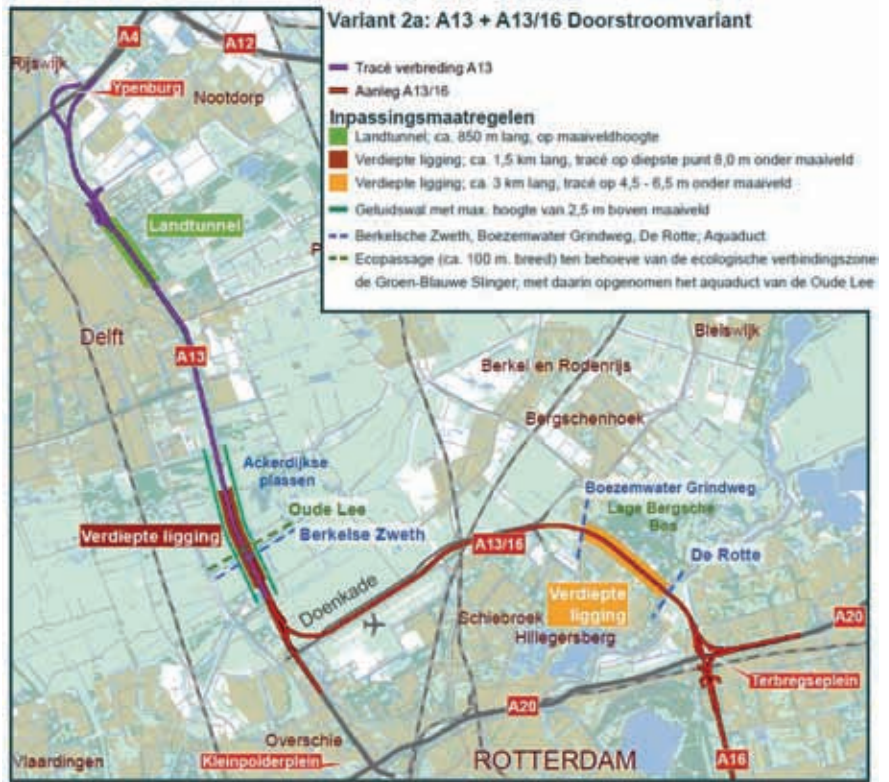 Variant 2a: A13 + A13/16 Doorstroomvariant
Tracé verbreding A13
Aanleg A13/16
Inpassingsmaatregelen
Landtunnel; ca. 850 m lang, op maaiveldhoogte
Verdiepte ligging; ca. 1,5 km lang, tracé op diepste punt 8,0 m onder maaiveld
Verdiepte ligging; ca. 3 km lang, tracé op 4,5 - 6,5 m onder maaiveld
Geluidswal met max. hoogte van 2,5 m boven maaiveld
Berkelsche Zweth, Boezemwater Grindweg, De Rotte; Aquaduct
Ecopassage (ca. 100 m. breed) ten behoeve van de ecologische verbindingszone
de Groen-Blauwe Slinger, met daarin opgenomen het aquaduct van de Oude Lee
A4
A12
Rijswijk
Ypenburg
Nootdorp
Landtunnel
P
Delft
A13
Bleiswijk
Berkel en Rodenrijs
Bergschenhoek
Ackerdijkse
plassen
Boezemwater Grindweg
Oude Lee
Lage Bergsche
Bos
Verdiepte ligging
Berkelse Zweth
A13/16
De Rotte
Doenkade
Verdiepte
ligging
Schiebroek
Hillegersberg
A20
Terbregseplein
A20
Overschie
Vlaardingen
Kleinpolderplein
ROTTERDAM
A16